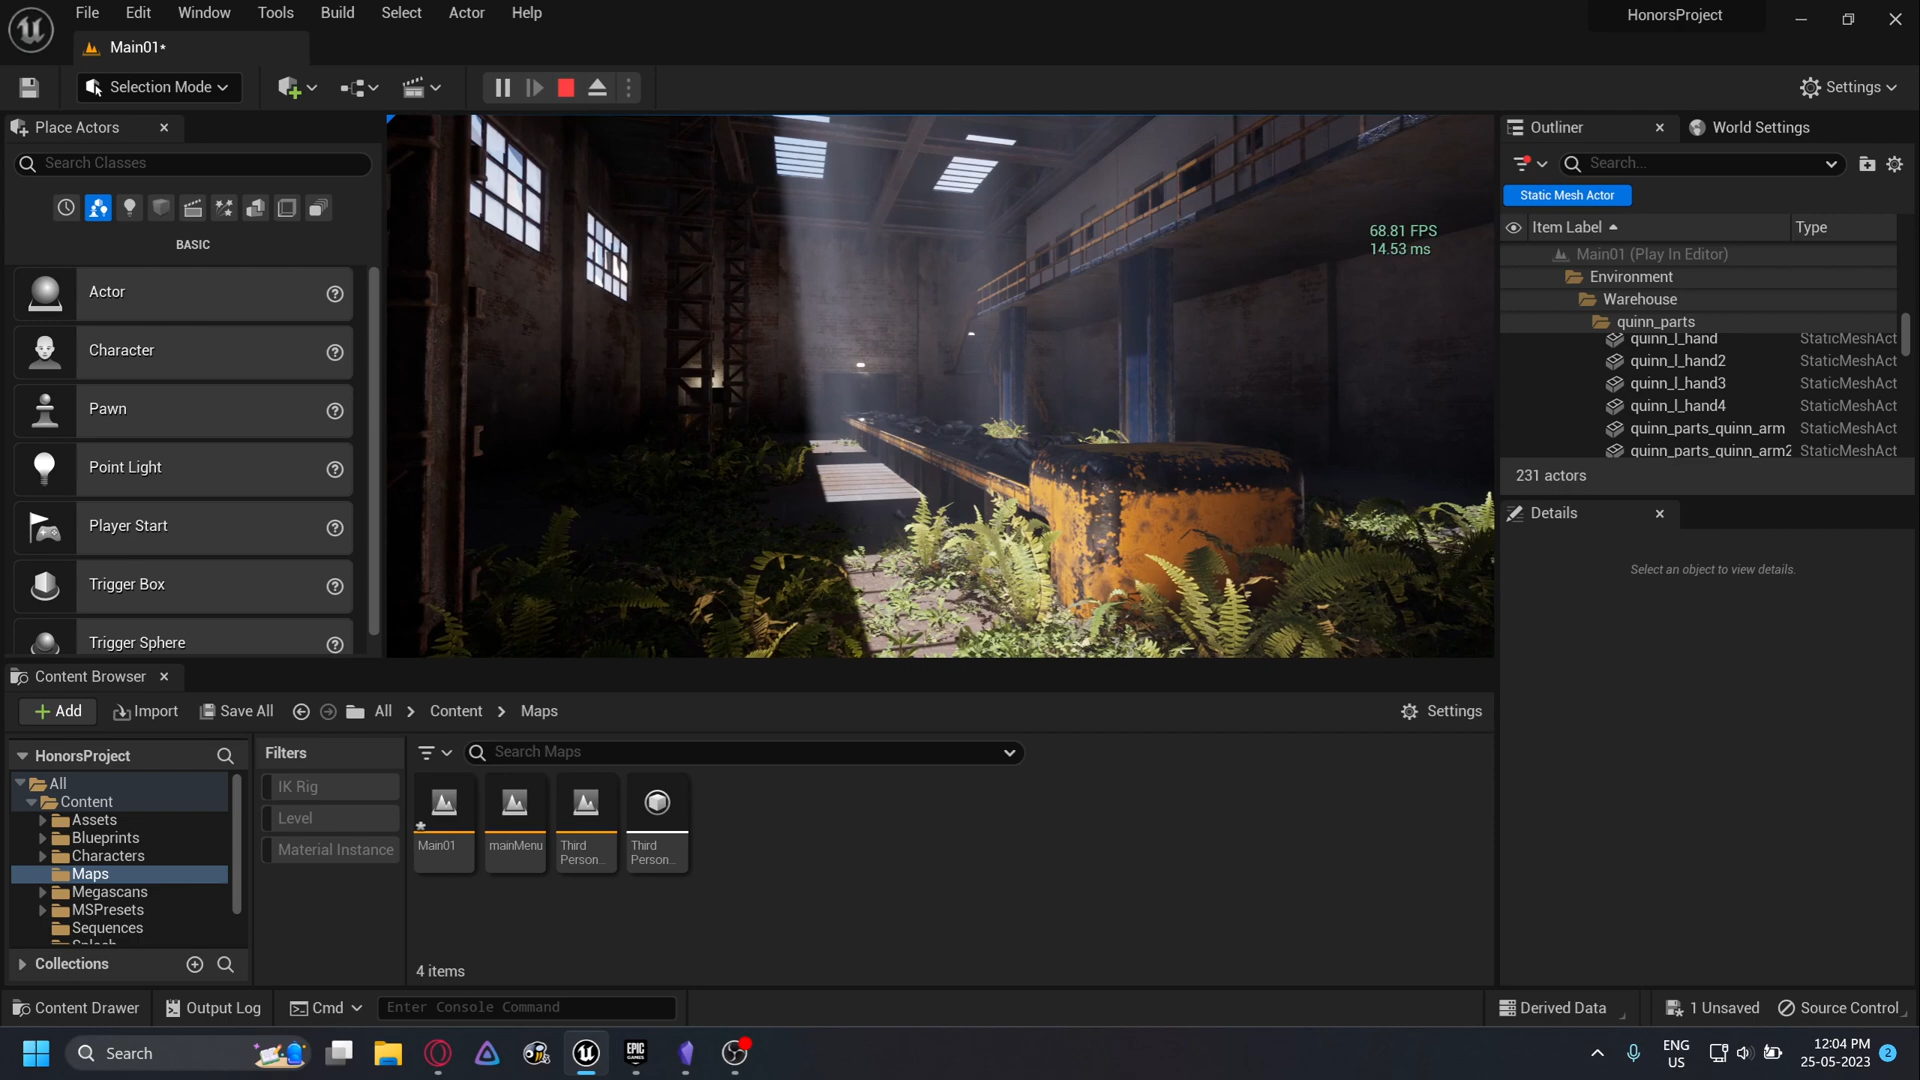 File Edit Window Tools Build Select Actor Help
HonorsProject
Main01*
Selection Mode
Settings
Place Actors
Outliner
World Settings
Search Classes
Search...
Static Mesh Actor
BASIC
Item Label
Type
Actor
Character
Pawn
Point Light
Player Start
Trigger Box
Trigger Sphere
68.81 FPS
14.53 ms
Main01 (Play In Editor)
Environment
Warehouse
quinn_parts
quinn_l_hand StaticMeshAct
quinn_l_hand2 StaticMeshAct
quinn_l_hand3 StaticMeshAct
quinn_l_hand4 StaticMeshAct
quinn_parts_quinn_arm StaticMeshAct
quinn_parts_quinn_arm2 StaticMeshAct
231 actors
Details
Select an object to view details.
Content Browser
Add Import Save All All > Content > Maps
Settings
HonorsProject
All
Content
Assets
Blueprints
Characters
Maps
Megascans
MSPresets
Sequences
Splash
Collections
Filters
IK Rig
Level
Material Instance
Search Maps
Main01
mainMenu
Third
Person...
Third
Person...
4 items
Content Drawer Output Log Cmd Enter Console Command
Derived Data 1 Unsaved Source Control
Search
EPIC
GAMES
ENG
US
12:04 PM
25-05-2023
2